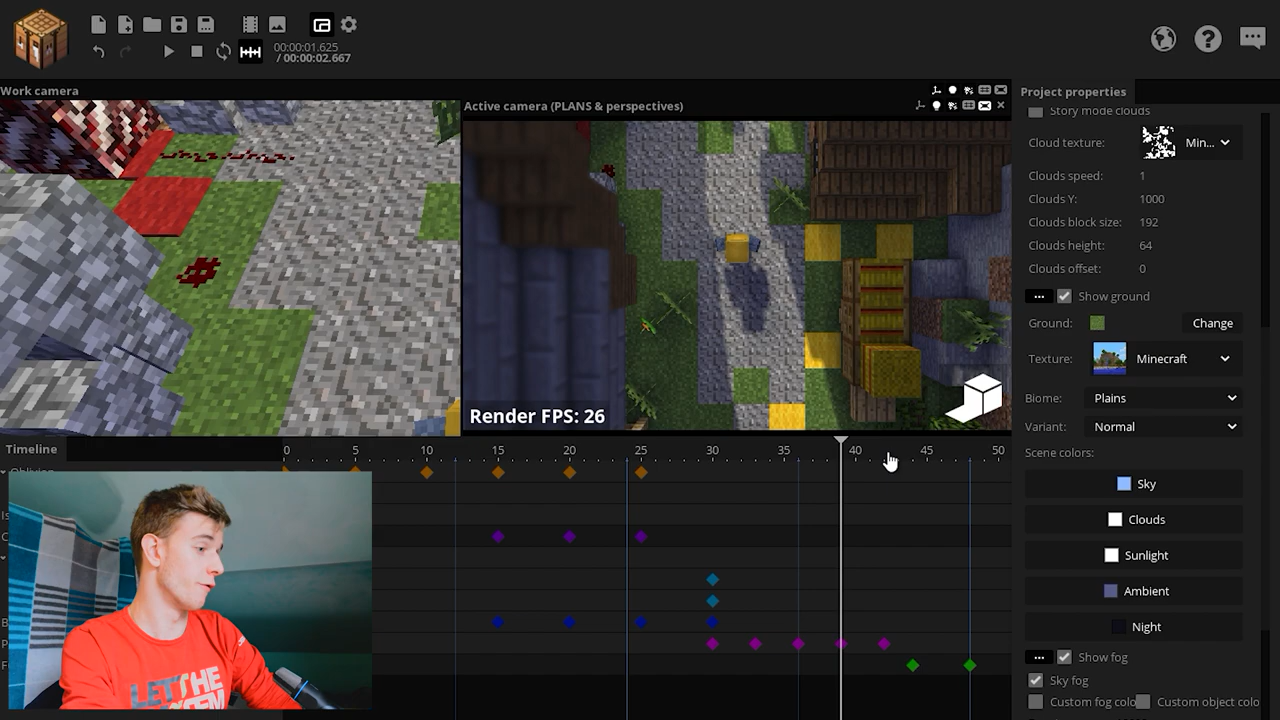 00:00:01.625
/ 00:00:02.667
Work camera
Active camera (PLANS & perspectives)
Render FPS: 26
Project properties
Story mode clouds
Cloud texture: Min...
Clouds speed: 1
Clouds Y: 1000
Clouds block size: 192
Clouds height: 64
Clouds offset: 0
... Show ground
Ground: Change
Texture: Minecraft
Biome: Plains
Variant: Normal
Scene colors:
Sky
Clouds
Sunlight
Ambient
Night
... Show fog
Sky fog
Custom fog colo Custom object colo
Timeline
0 5 10 15 20 25 30 35 40 45 50
LET THE